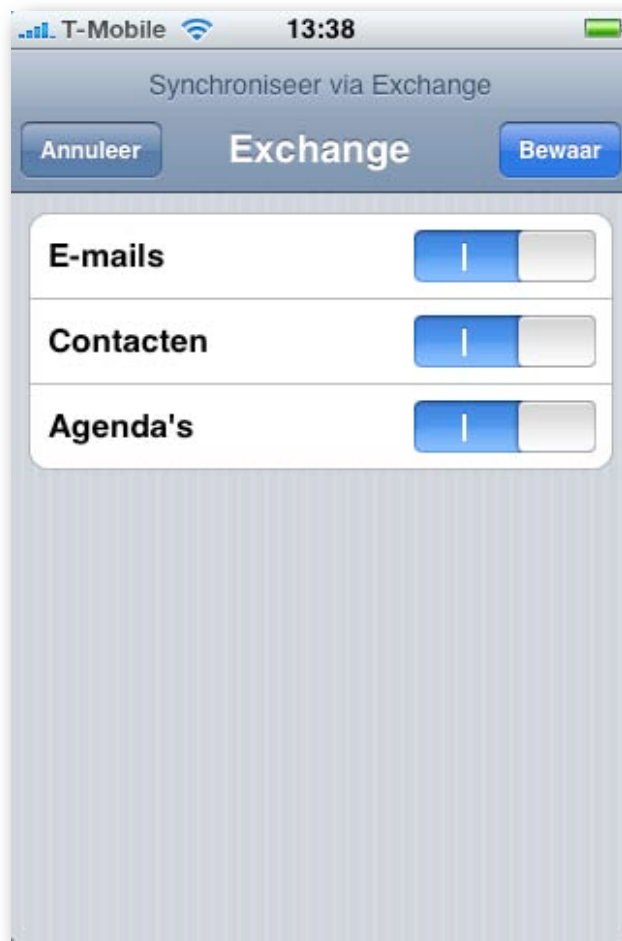 T-Mobile 13:38
Synchroniseer via Exchange
Annuleer Exchange Bewaar
E-mails
Contacten
Agenda's